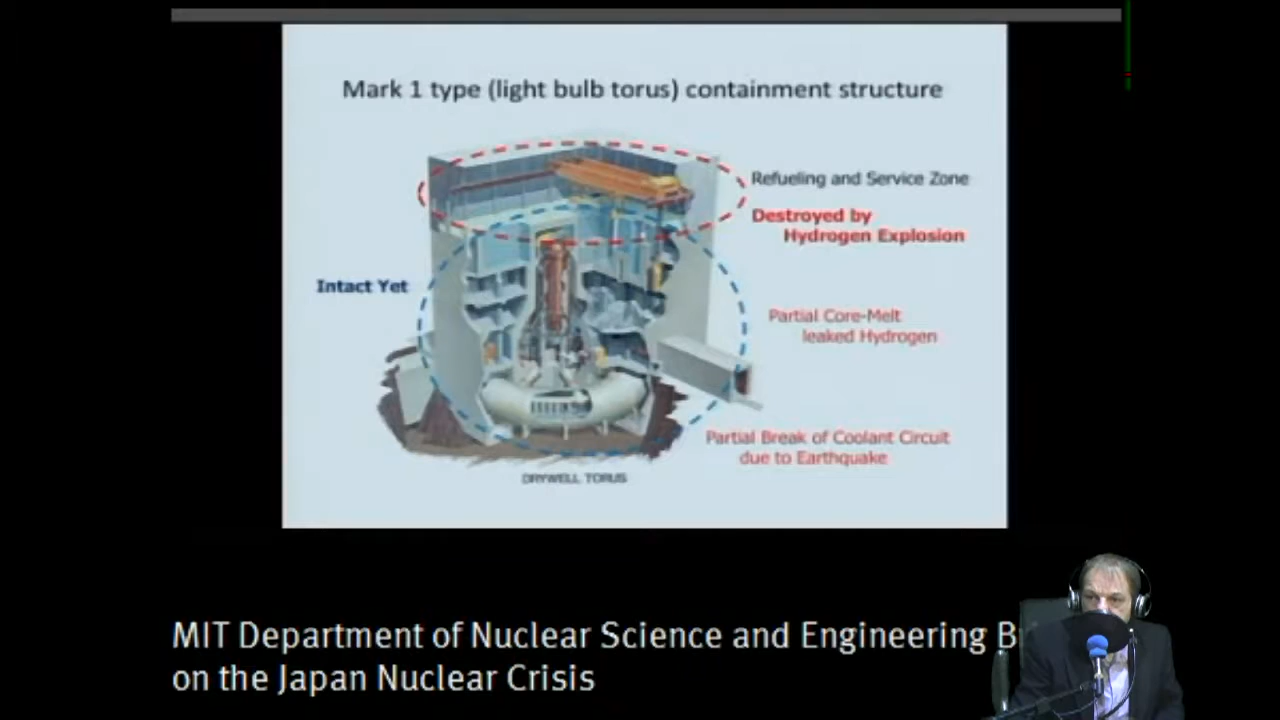 Mark 1 type (light bulb torus) containment structure
Refueling and Service Zone
Destroyed by
Hydrogen Explosion
Intact Yet
Partial Core-Melt
leaked Hydrogen
Partial Break of Coolant Circuit
due to Earthquake
DRYWELL TORUS
MIT Department of Nuclear Science and Engineering
on the Japan Nuclear Crisis